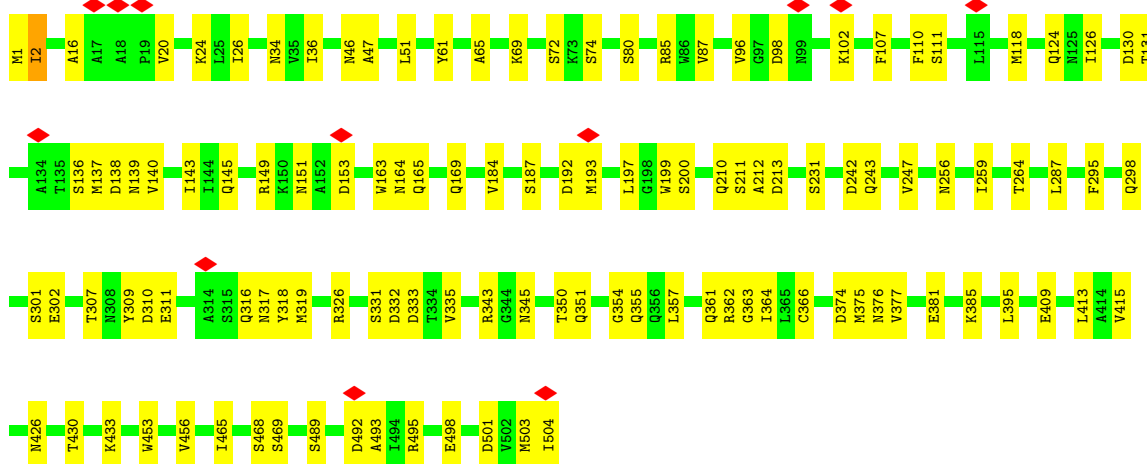 M1 I2 A16 A17 A18 P19 V20 K24 L25 I26 N34 V35 I36 N46 A47 L51 Y61 A65 K69 S72 K73 S74 S80 R85 W86 V87 V96 G97 D98 N99 K102 F107 F110 S111 L115 M118 Q124 N125 I126 D130 T131
A134 T135 S136 M137 D138 N139 V140 I143 I144 Q145 R149 K150 N151 A152 D153 W163 N164 Q165 Q169 V184 S187 D192 M193 L197 G198 W199 S200 Q210 S211 A212 D213 S231 D242 Q243 V247 N256 I259 T264 L287 F295 Q298
S301 E302 T307 N308 Y309 D310 E311 A314 S315 Q316 N317 Y318 M319 R326 S331 D332 D333 T334 V335 R343 G344 N345 T350 Q351 G354 Q355 Q356 L357 Q361 R362 G363 I364 L365 C366 D374 M375 N376 V377 E381 K385 L395 E409 L413 A414 V415
N426 T430 K433 W453 V456 I465 S468 S469 S489 D492 A493 I494 R495 E498 D501 V502 M503 I504